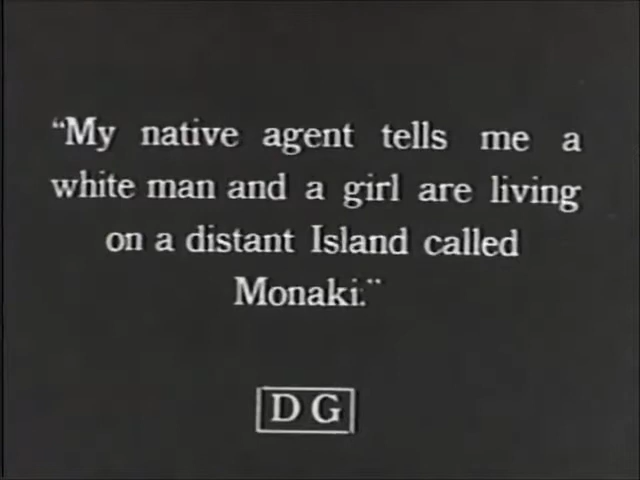 “My native agent tells me a
white man and a girl are living
on a distant Island called
Monaki.”
DG